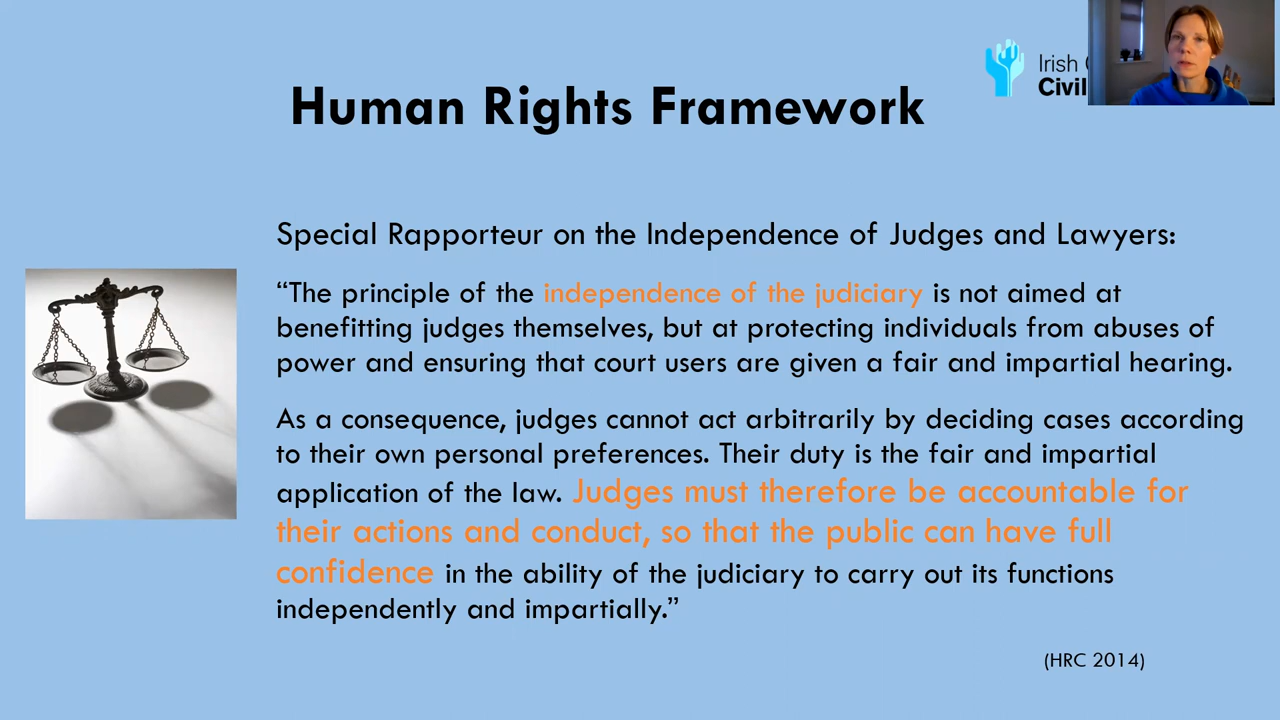 Human Rights Framework
Irish
Civil
Special Rapporteur on the Independence of Judges and Lawyers:
“The principle of the independence of the judiciary is not aimed at
benefitting judges themselves, but at protecting individuals from abuses of
power and ensuring that court users are given a fair and impartial hearing.
As a consequence, judges cannot act arbitrarily by deciding cases according
to their own personal preferences. Their duty is the fair and impartial
application of the law. Judges must therefore be accountable for
their actions and conduct, so that the public can have full
confidence in the ability of the judiciary to carry out its functions
independently and impartially.”
(HRC 2014)